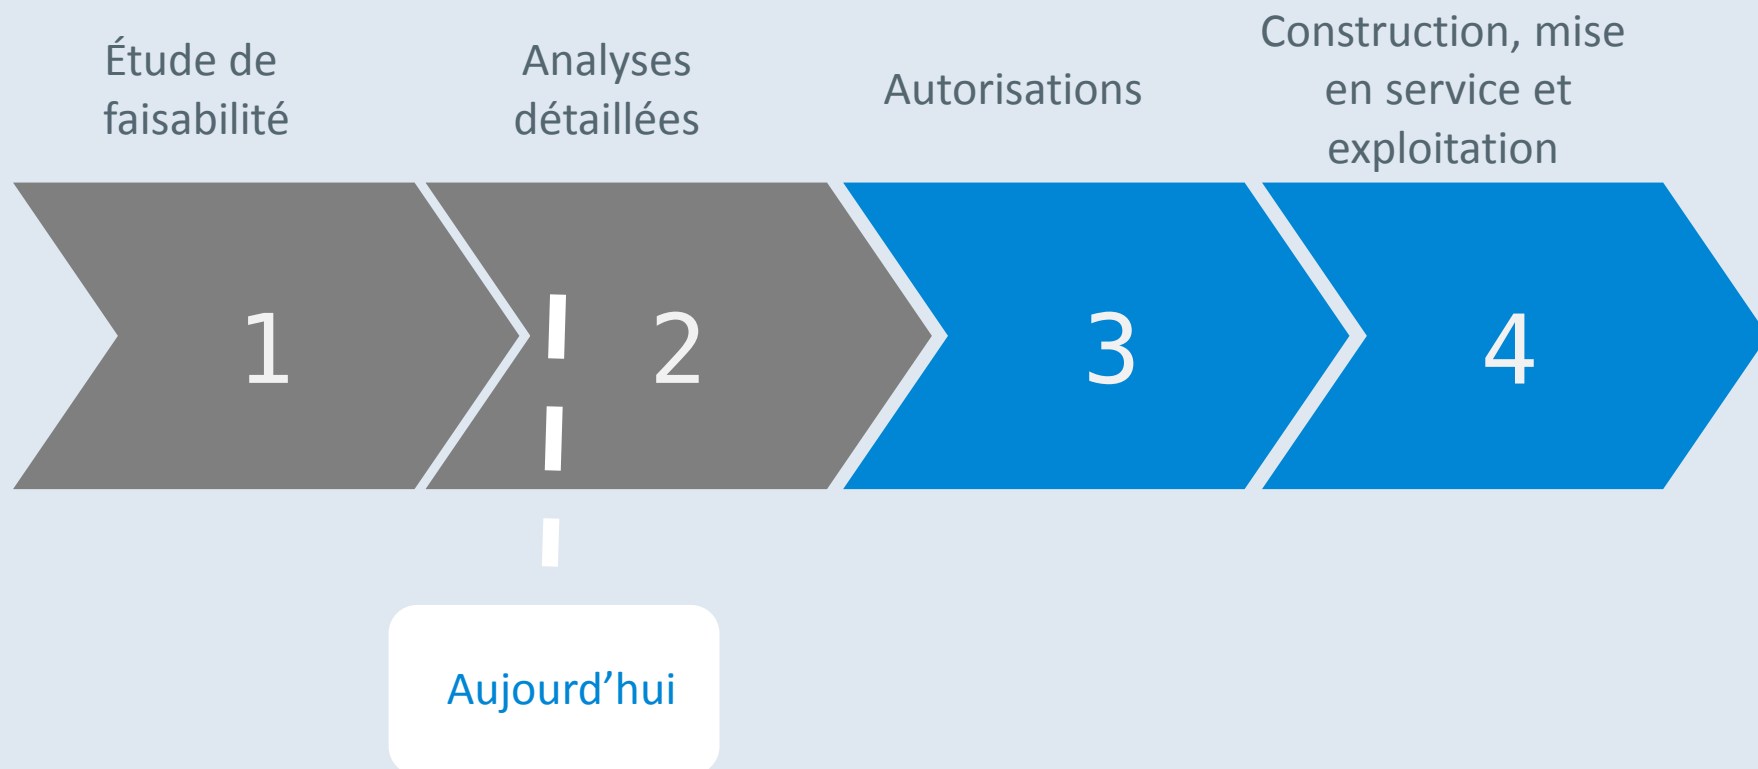 Étude de
faisabilité
Analyses
détaillées
Autorisations
Construction, mise
en service et
exploitation
1
2
3
4
Aujourd’hui